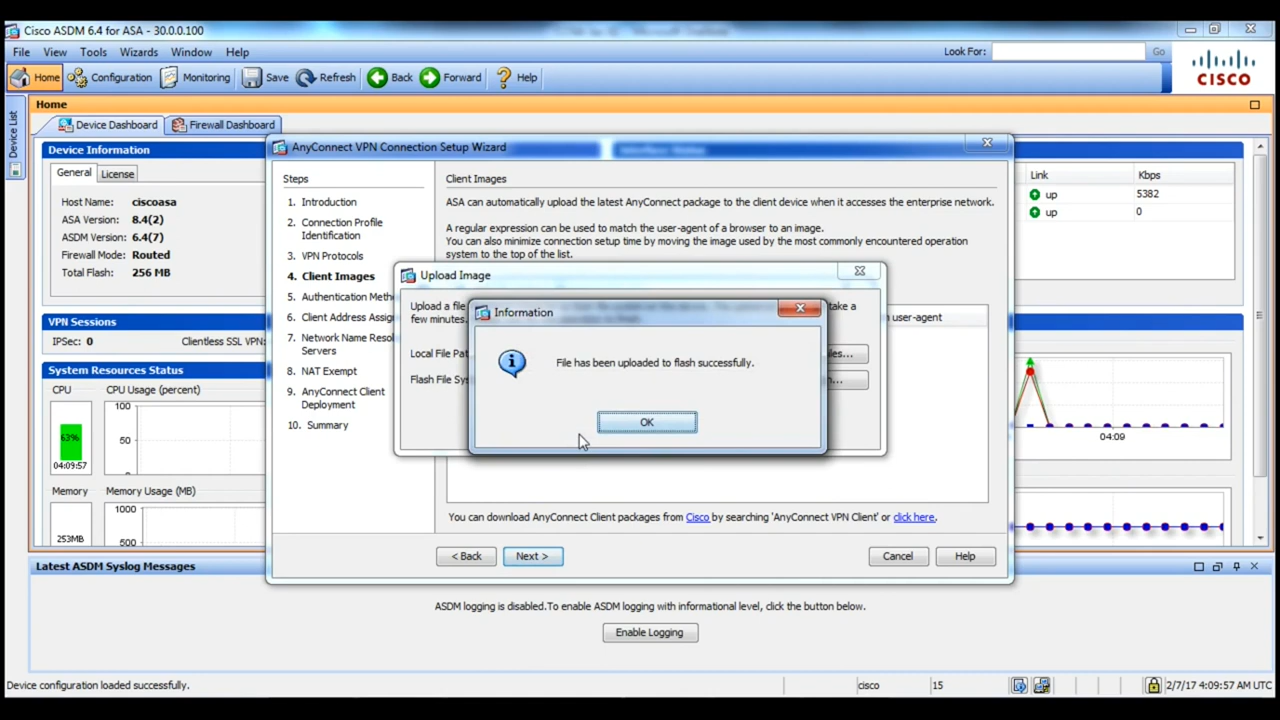 Cisco ASDM 6.4 for ASA - 30.0.0.100
File View Tools Wizards Window Help Look For: Go
Home Configuration Monitoring Save Refresh Back Forward Help
CISCO
Device List
Home
Device Dashboard Firewall Dashboard
Device Information
General License
Host Name: ciscoasa
ASA Version: 8.4(2)
ASDM Version: 6.4(7)
Firewall Mode: Routed
Total Flash: 256 MB
Link Kbps
up 5382
up 0
VPN Sessions
IPSec: 0 Clientless SSL VPN:
System Resources Status
CPU CPU Usage (percent)
100
50
63%
04:09:57
04:09
Memory Memory Usage (MB)
1000
500
253MB
AnyConnect VPN Connection Setup Wizard
Steps
1. Introduction
2. Connection Profile
Identification
3. VPN Protocols
4. Client Images
5. Authentication Meth
6. Client Address Assig
7. Network Name Resol
Servers
8. NAT Exempt
9. AnyConnect Client
Deployment
10. Summary
Client Images
ASA can automatically upload the latest AnyConnect package to the client device when it accesses the enterprise network.
A regular expression can be used to match the user-agent of a browser to an image.
You can also minimize connection setup time by moving the image used by the most commonly encountered operation
system to the top of the list.
user-agent
Upload Image
Upload a file take a
few minutes.
Local File Pat
Flash File Sys
Information
File has been uploaded to flash successfully.
OK
You can download AnyConnect Client packages from Cisco by searching 'AnyConnect VPN Client' or click here.
< Back Next > Cancel Help
Latest ASDM Syslog Messages
ASDM logging is disabled.To enable ASDM logging with informational level, click the button below.
Enable Logging
Device configuration loaded successfully. cisco 15 2/7/17 4:09:57 AM UTC